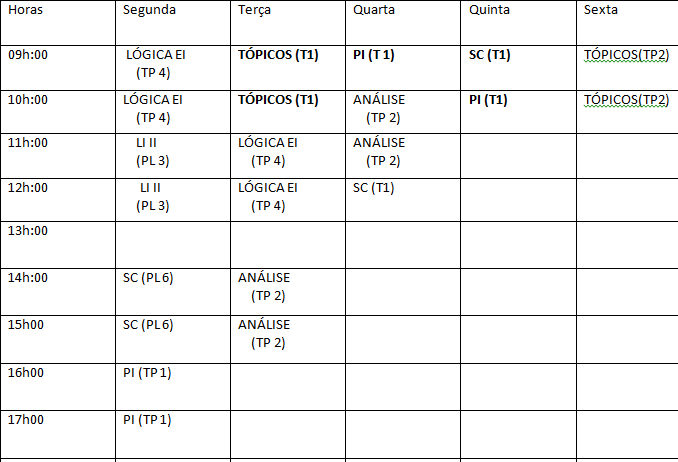 Horas Segunda Terça Quarta Quinta Sexta
09h:00 LÓGICA EI TÓPICOS (T1) PI (T 1) SC (T1) TÓPICOS(TP2)
(TP 4)
10h:00 LÓGICA EI TÓPICOS (T1) ANÁLISE PI (T1) TÓPICOS(TP2)
(TP 4) (TP 2)
11h:00 LI II LÓGICA EI ANÁLISE
(PL 3) (TP 4) (TP 2)
12h:00 LI II LÓGICA EI SC (T1)
(PL 3) (TP 4)
13h:00
14h:00 SC (PL 6) ANÁLISE
(TP 2)
15h00 SC (PL 6) ANÁLISE
(TP 2)
16h00 PI (TP 1)
17h00 PI (TP 1)